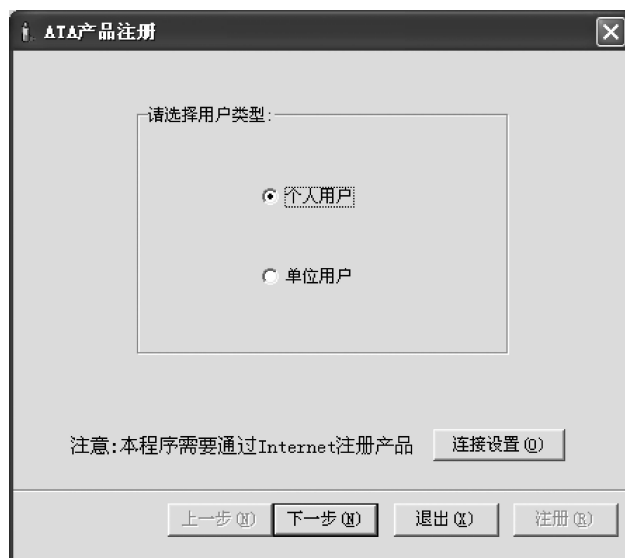 ATA产品注册
请选择用户类型:
个人用户
单位用户
注意:本程序需要通过Internet注册产品 连接设置(O)
上一步(N) 下一步(N) 退出(X) 注册(R)